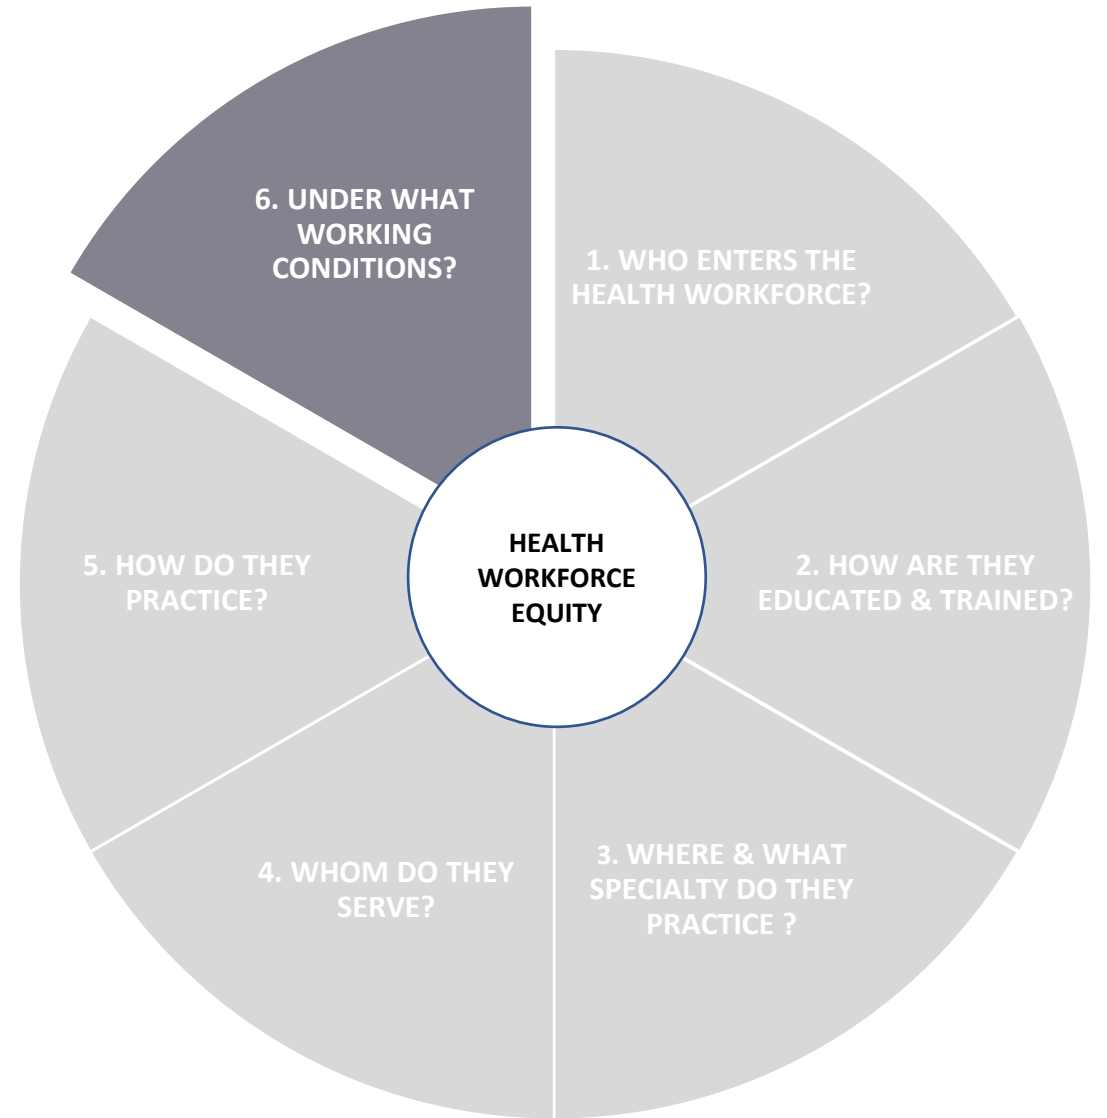 6. UNDER WHAT
WORKING
CONDITIONS?
1. WHO ENTERS THE
HEALTH WORKFORCE?
HEALTH
WORKFORCE
EQUITY
5. HOW DO THEY
PRACTICE?
2. HOW ARE THEY
EDUCATED & TRAINED?
4. WHOM DO THEY
SERVE?
3. WHERE & WHAT
SPECIALTY DO THEY
PRACTICE ?